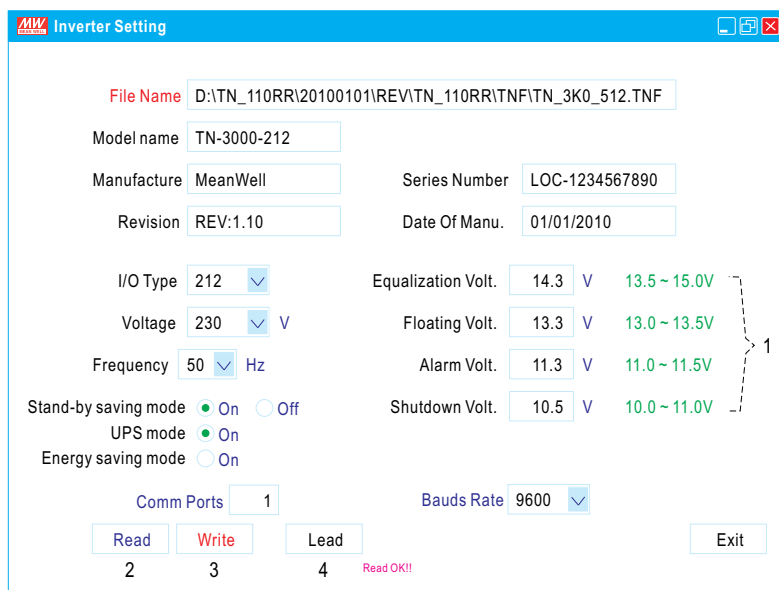 MW MEAN WELL Inverter Setting
File Name D:\TN_110RR\20100101\REV\TN_110RR\TNF\TN_3K0_512.TNF
Model name TN-3000-212
Manufacture MeanWell Series Number LOC-1234567890
Revision REV:1.10 Date Of Manu. 01/01/2010
I/O Type 212 Equalization Volt. 14.3 V 13.5 ~ 15.0V
Voltage 230 V Floating Volt. 13.3 V 13.0 ~ 13.5V
1
Frequency 50 Hz Alarm Volt. 11.3 V 11.0 ~ 11.5V
Stand-by saving mode On Off Shutdown Volt. 10.5 V 10.0 ~ 11.0V
UPS mode On
Energy saving mode On
Comm Ports 1 Bauds Rate 9600
Read Write Lead Exit
2 3 4 Read OK!!